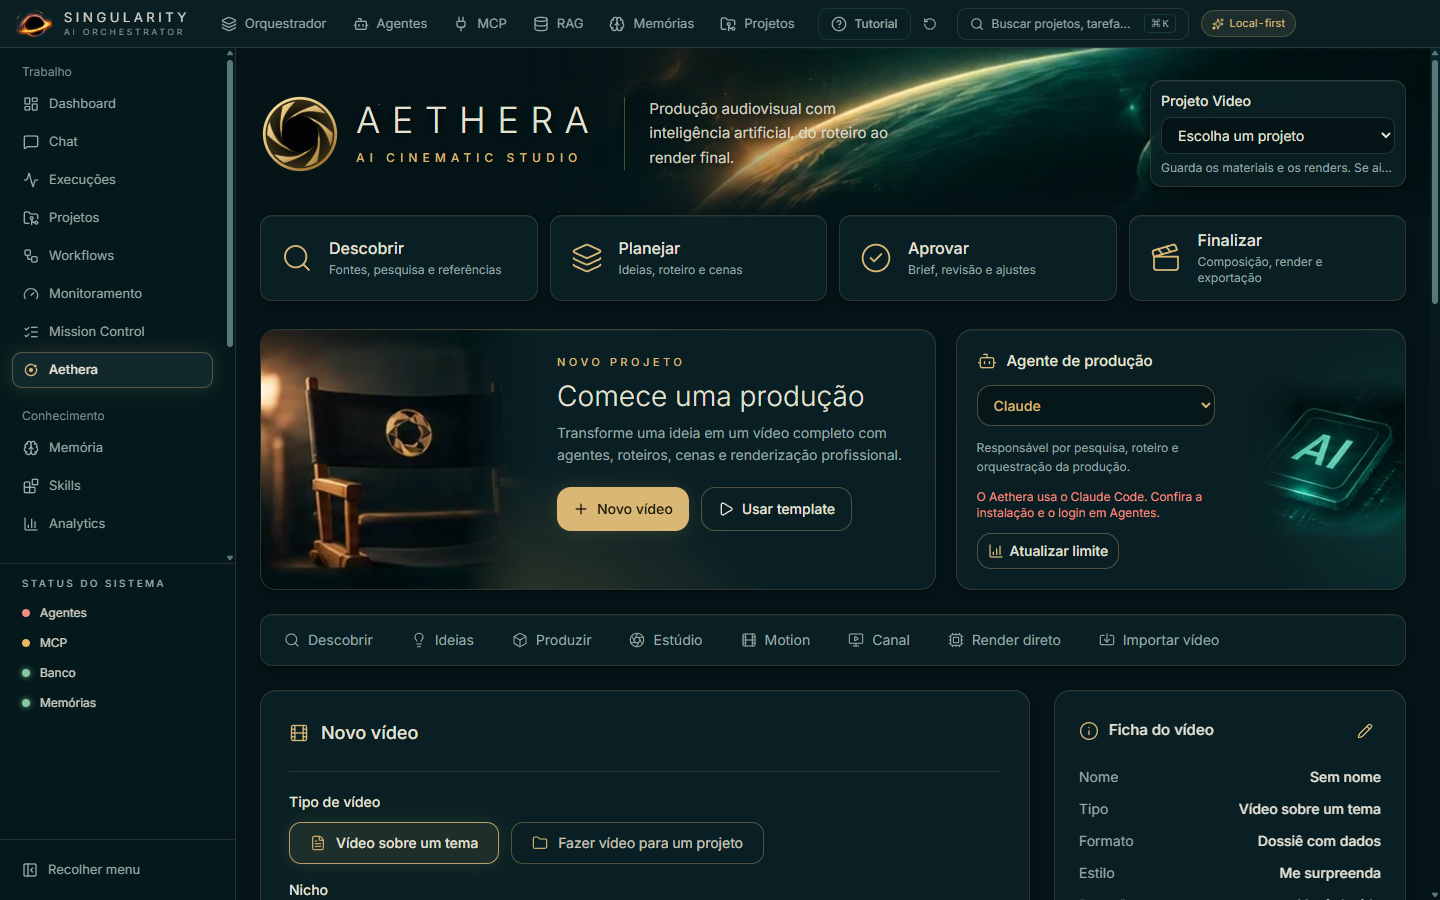 SINGULARITY
AI ORCHESTRATOR
Orquestrador
Agentes
MCP
RAG
Memórias
Projetos
Tutorial
Buscar projetos, tarefa...
⌘K
Local-first
Trabalho
Dashboard
Chat
Execuções
Projetos
Workflows
Monitoramento
Mission Control
Aethera
Conhecimento
Memória
Skills
Analytics
STATUS DO SISTEMA
Agentes
MCP
Banco
Memórias
Recolher menu
AETHERA
AI CINEMATIC STUDIO
Produção audiovisual com
inteligência artificial, do roteiro ao
render final.
Projeto Video
Escolha um projeto
Guarda os materiais e os renders. Se ai...
Descobrir
Fontes, pesquisa e referências
Planejar
Ideias, roteiro e cenas
Aprovar
Brief, revisão e ajustes
Finalizar
Composição, render e
exportação
NOVO PROJETO
Comece uma produção
Transforme uma ideia em um vídeo completo com
agentes, roteiros, cenas e renderização profissional.
Novo vídeo
Usar template
Agente de produção
Claude
Responsável por pesquisa, roteiro e
orquestração da produção.
O Aethera usa o Claude Code. Confira a
instalação e o login em Agentes.
Atualizar limite
AI
Descobrir
Ideias
Produzir
Estúdio
Motion
Canal
Render direto
Importar vídeo
Novo vídeo
Tipo de vídeo
Vídeo sobre um tema
Fazer vídeo para um projeto
Nicho
Ficha do vídeo
Nome
Sem nome
Tipo
Vídeo sobre um tema
Formato
Dossiê com dados
Estilo
Me surpreenda